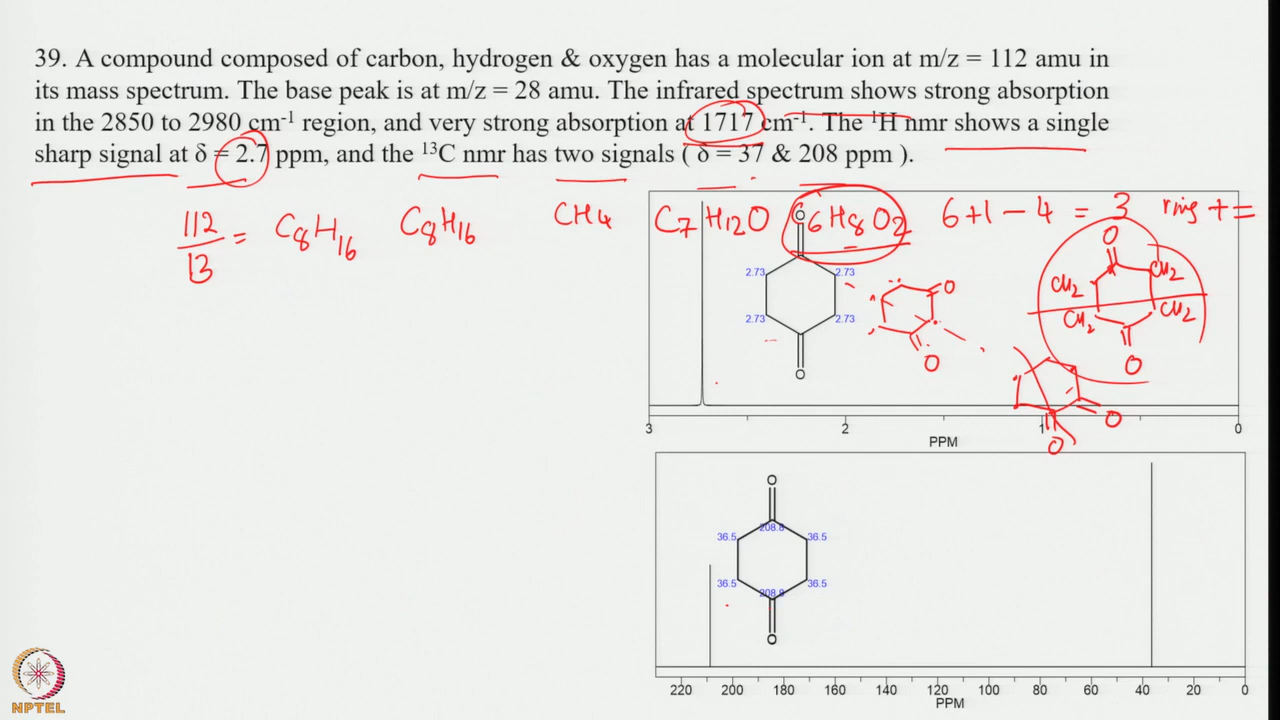 39. A compound composed of carbon, hydrogen & oxygen has a molecular ion at m/z = 112 amu in
its mass spectrum. The base peak is at m/z = 28 amu. The infrared spectrum shows strong absorption
in the 2850 to 2980 cm-1 region, and very strong absorption at 1717 cm-1. The 1H nmr shows a single
sharp signal at δ = 2.7 ppm, and the 13C nmr has two signals ( δ = 37 & 208 ppm ).
112/13 = C8H16 C8H16 CH4 C7H12O C6H8O2 6+1-4 = 3 ring + =
O
2.73 2.73
2.73 2.73
O
O
O
O
CH2 CH2
CH2 CH2
O
O
O
3 2 1 0
PPM
O
208.8
36.5 36.5
36.5 36.5
208.8
O
220 200 180 160 140 120 100 80 60 40 20 0
PPM
NPTEL